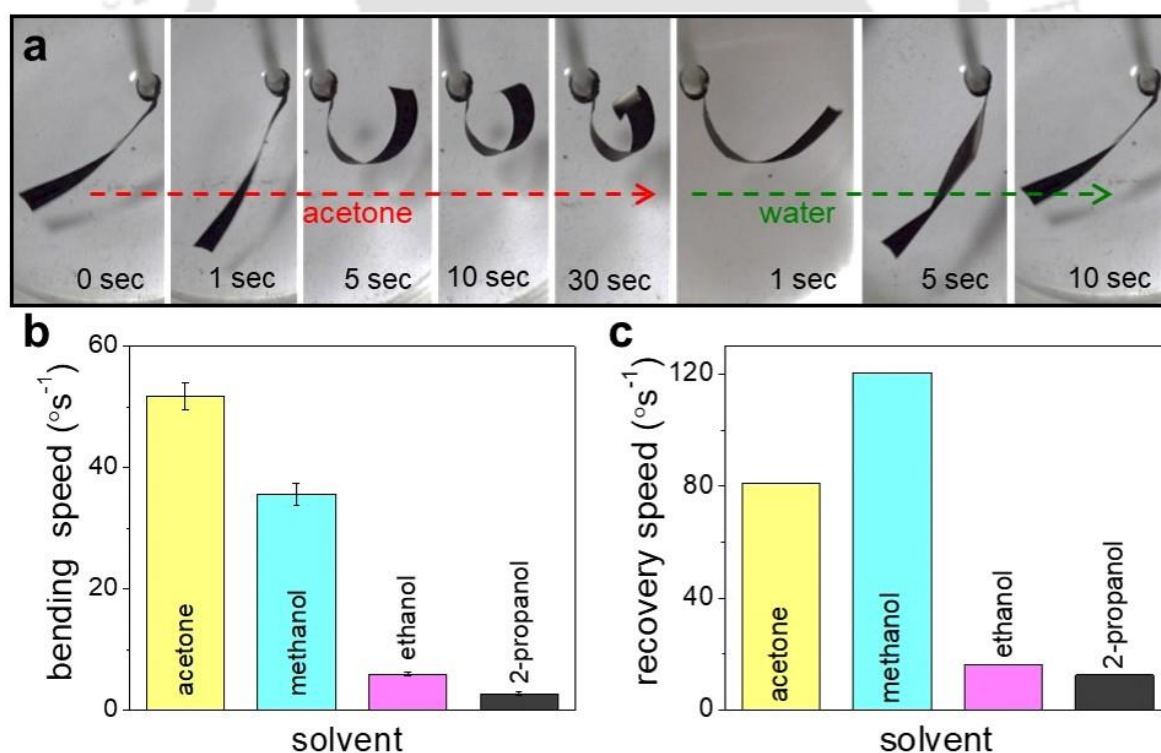 a
acetone
water
0 sec
1 sec
5 sec
10 sec
30 sec
1 sec
5 sec
10 sec
b
60
40
20
0
bending speed (°s⁻¹)
acetone
methanol
ethanol
2-propanol
solvent
c
120
80
40
0
recovery speed (°s⁻¹)
acetone
methanol
ethanol
2-propanol
solvent